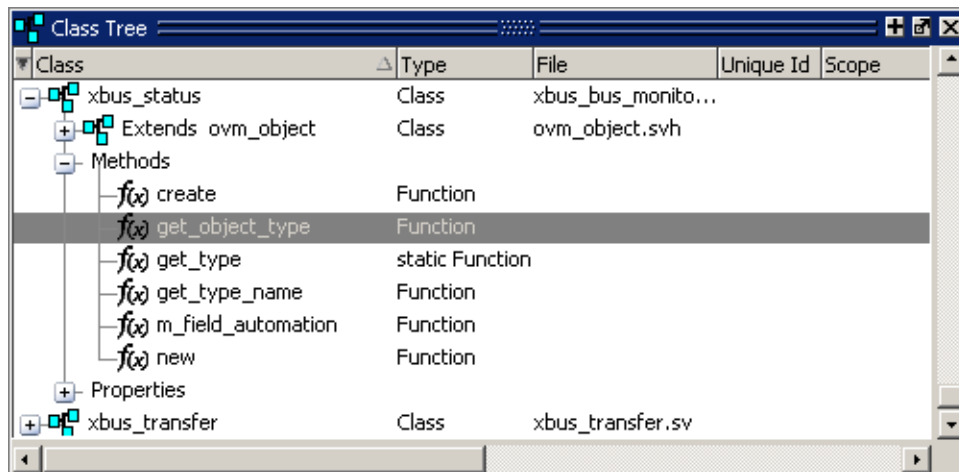 Class Tree
Class Type File Unique Id Scope
xbus_status Class xbus_bus_monito...
Extends ovm_object Class ovm_object.svh
Methods
f(x) create Function
f(x) get_object_type Function
f(x) get_type static Function
f(x) get_type_name Function
f(x) m_field_automation Function
f(x) new Function
Properties
xbus_transfer Class xbus_transfer.sv